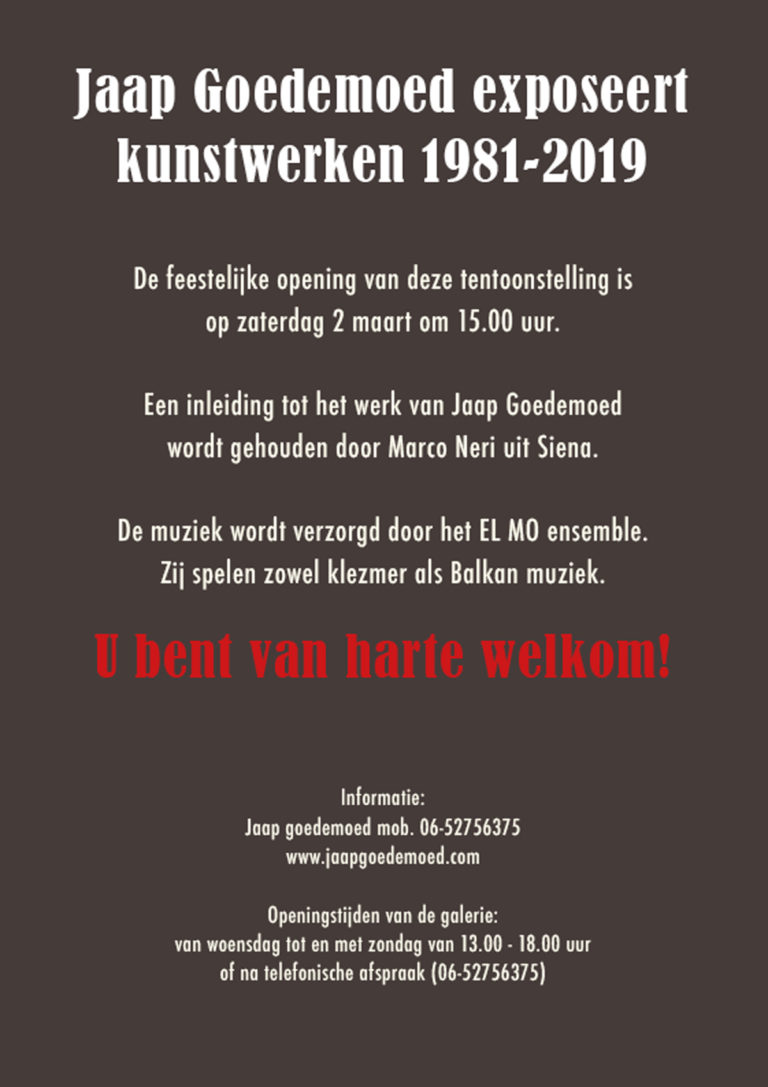 Jaap Goedemoed exposeert
kunstwerken 1981-2019
De feestelijke opening van deze tentoonstelling is
op zaterdag 2 maart om 15.00 uur.
Een inleiding tot het werk van Jaap Goedemoed
wordt gehouden door Marco Neri uit Siena.
De muziek wordt verzorgd door het EL MO ensemble.
Zij spelen zowel klezmer als Balkan muziek.
U bent van harte welkom!
Informatie:
Jaap goedemoed mob. 06-52756375
www.jaapgoedemoed.com
Openingstijden van de galerie:
van woensdag tot en met zondag van 13.00 - 18.00 uur
of na telefonische afspraak (06-52756375)